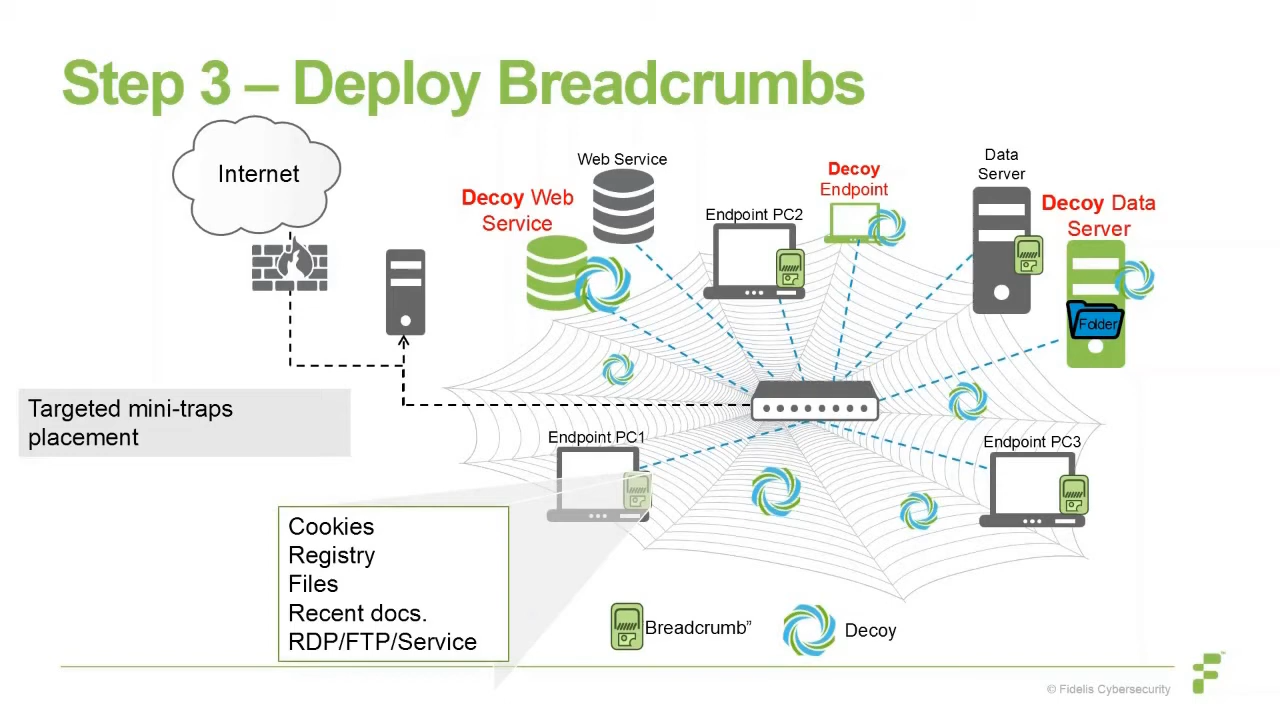 Step 3 – Deploy Breadcrumbs
Internet
Web Service
Decoy Web
Service
Endpoint PC2
Decoy
Endpoint
Data
Server
Decoy Data
Server
Folder
Targeted mini-traps
placement
Endpoint PC1
Endpoint PC3
Cookies
Registry
Files
Recent docs.
RDP/FTP/Service
Breadcrumb”
Decoy
© Fidelis Cybersecurity
™